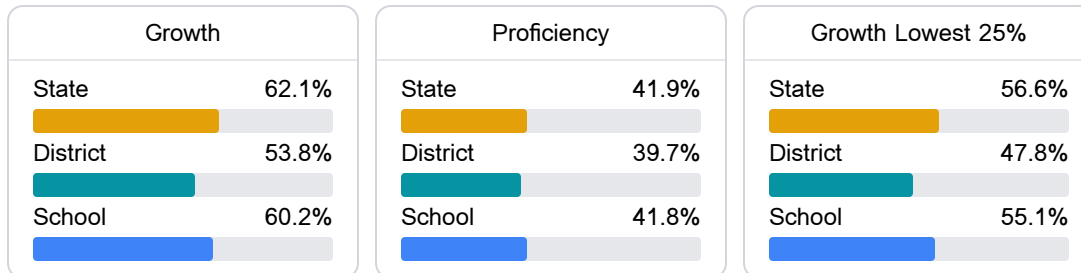 Growth
State 62.1%
District 53.8%
School 60.2%
Proficiency
State 41.9%
District 39.7%
School 41.8%
Growth Lowest 25%
State 56.6%
District 47.8%
School 55.1%